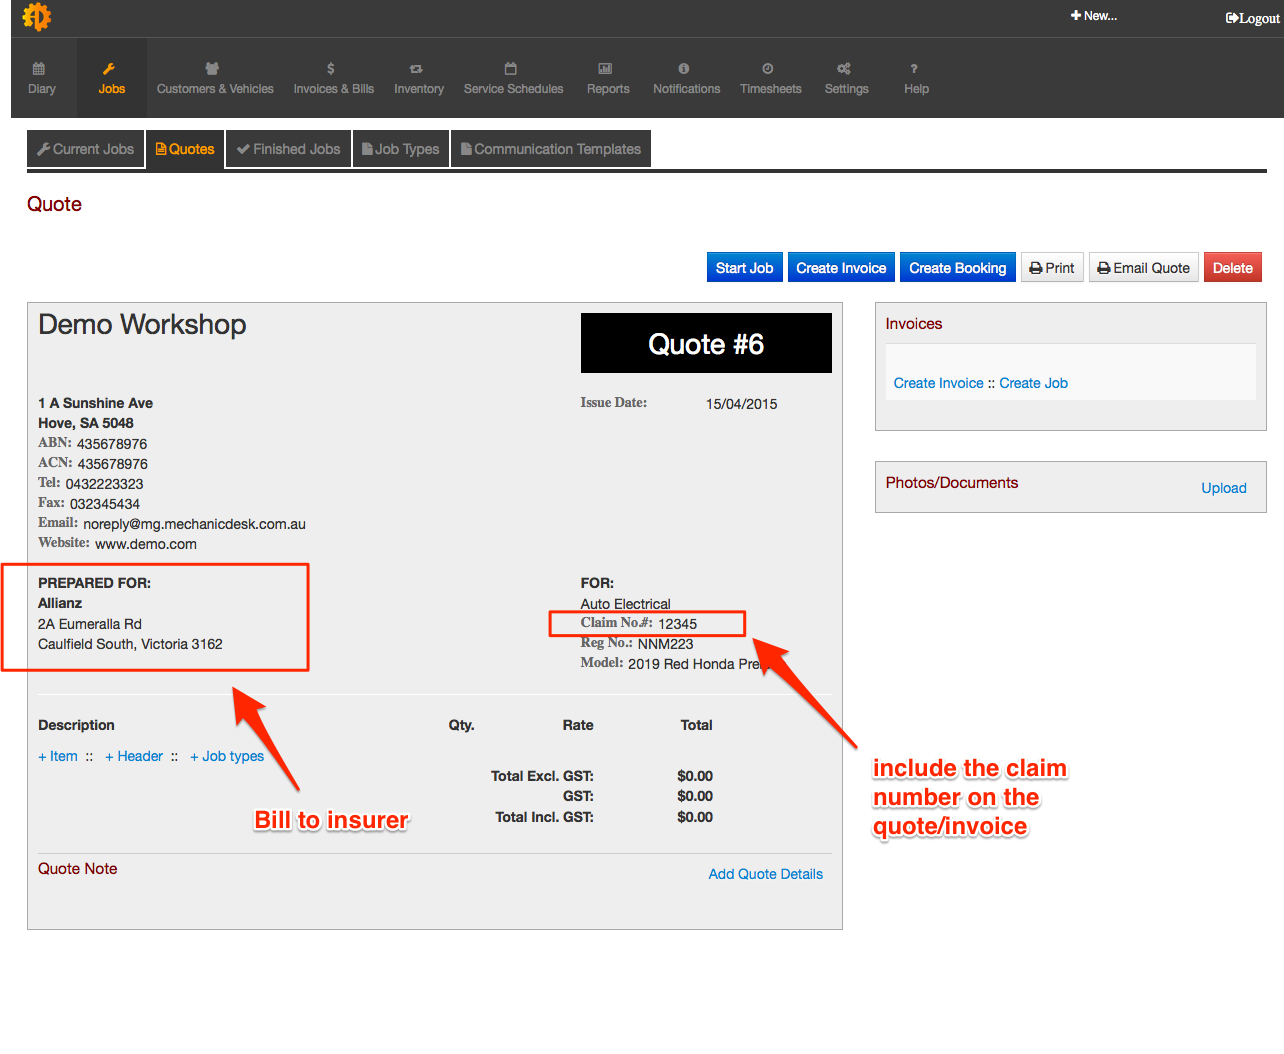 New...
Logout
Diary
Jobs
Customers & Vehicles
Invoices & Bills
Inventory
Service Schedules
Reports
Notifications
Timesheets
Settings
Help
Current Jobs
Quotes
Finished Jobs
Job Types
Communication Templates
Quote
Start Job
Create Invoice
Create Booking
Print
Email Quote
Delete
Demo Workshop
Quote #6
1 A Sunshine Ave
Hove, SA 5048
ABN: 435678976
ACN: 435678976
Tel: 0432223323
Fax: 032345434
Email: noreply@mg.mechanicdesk.com.au
Website: www.demo.com
Issue Date: 15/04/2015
PREPARED FOR:
Allianz
2A Eumeralla Rd
Caulfield South, Victoria 3162
FOR:
Auto Electrical
Claim No.#: 12345
Reg No.: NNM223
Model: 2019 Red Honda
Description Qty. Rate Total
+ Item :: + Header :: + Job types
Total Excl. GST: $0.00
GST: $0.00
Total Incl. GST: $0.00
Bill to insurer
Quote Note
Add Quote Details
Invoices
Create Invoice :: Create Job
Photos/Documents
Upload
include the claim
number on the
quote/invoice